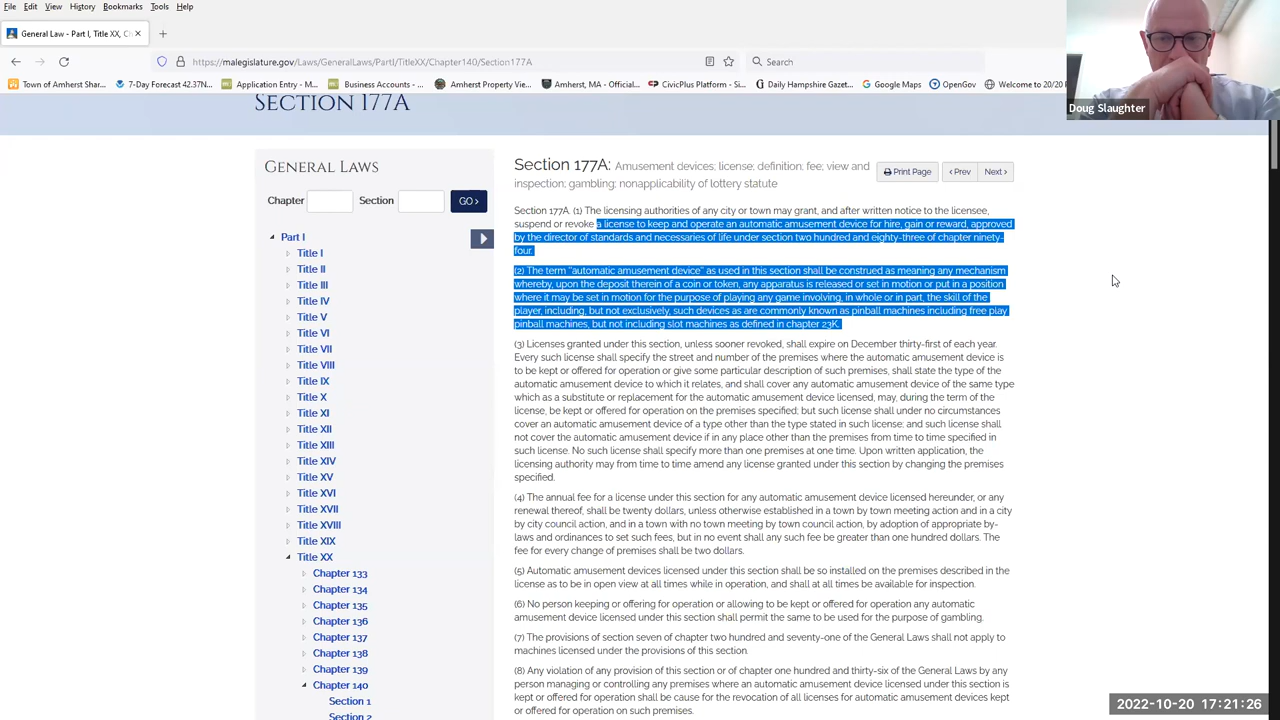 File Edit View History Bookmarks Tools Help
General Law - Part I, Title XX, Ch
https://malegislature.gov/Laws/GeneralLaws/PartI/TitleXX/Chapter140/Section177A
Search
Town of Amherst Shar... 7-Day Forecast 42.37N... Application Entry - M... Business Accounts -... Amherst Property Vie... Amherst, MA - Official... CivicPlus Platform - Si... Daily Hampshire Gazet... Google Maps OpenGov Welcome to 20/20
Doug Slaughter
SECTION 177A
GENERAL LAWS
Chapter Section GO ›
Part I
Title I
Title II
Title III
Title IV
Title V
Title VI
Title VII
Title VIII
Title IX
Title X
Title XI
Title XII
Title XIII
Title XIV
Title XV
Title XVI
Title XVII
Title XVIII
Title XIX
Title XX
Chapter 133
Chapter 134
Chapter 135
Chapter 136
Chapter 137
Chapter 138
Chapter 139
Chapter 140
Section 1
Section 2
Section 177A: Amusement devices; license; definition; fee; view and
inspection; gambling; nonapplicability of lottery statute
Print Page ‹ Prev Next ›
Section 177A. (1) The licensing authorities of any city or town may grant, and after written notice to the licensee,
suspend or revoke a license to keep and operate an automatic amusement device for hire, gain or reward, approved
by the director of standards and necessaries of life under section two hundred and eighty-three of chapter ninety-
four.
(2) The term "automatic amusement device" as used in this section shall be construed as meaning any mechanism
whereby, upon the deposit therein of a coin or token, any apparatus is released or set in motion or put in a position
where it may be set in motion for the purpose of playing any game involving, in whole or in part, the skill of the
player, including, but not exclusively, such devices as are commonly known as pinball machines including free play
pinball machines, but not including slot machines as defined in chapter 23K.
(3) Licenses granted under this section, unless sooner revoked, shall expire on December thirty-first of each year.
Every such license shall specify the street and number of the premises where the automatic amusement device is
to be kept or offered for operation or give some particular description of such premises, shall state the type of the
automatic amusement device to which it relates, and shall cover any automatic amusement device of the same type
which as a substitute or replacement for the automatic amusement device licensed, may, during the term of the
license, be kept or offered for operation on the premises specified; but such license shall under no circumstances
cover an automatic amusement device of a type other than the type stated in such license; and such license shall
not cover the automatic amusement device if in any place other than the premises from time to time specified in
such license. No such license shall specify more than one premises at one time. Upon written application, the
licensing authority may from time to time amend any license granted under this section by changing the premises
specified.
(4) The annual fee for a license under this section for any automatic amusement device licensed hereunder, or any
renewal thereof, shall be twenty dollars, unless otherwise established in a town by town meeting action and in a city
by city council action, and in a town with no town meeting by town council action, by adoption of appropriate by-
laws and ordinances to set such fees, but in no event shall any such fee be greater than one hundred dollars. The
fee for every change of premises shall be two dollars.
(5) Automatic amusement devices licensed under this section shall be so installed on the premises described in the
license as to be in open view at all times while in operation, and shall at all times be available for inspection.
(6) No person keeping or offering for operation or allowing to be kept or offered for operation any automatic
amusement device licensed under this section shall permit the same to be used for the purpose of gambling.
(7) The provisions of section seven of chapter two hundred and seventy-one of the General Laws shall not apply to
machines licensed under the provisions of this section.
(8) Any violation of any provision of this section or of chapter one hundred and thirty-six of the General Laws by any
person managing or controlling any premises where an automatic amusement device licensed under this section is
kept or offered for operation shall be cause for the revocation of all licenses for automatic amusement devices kept
or offered for operation on such premises.
2022-10-20 17:21:26